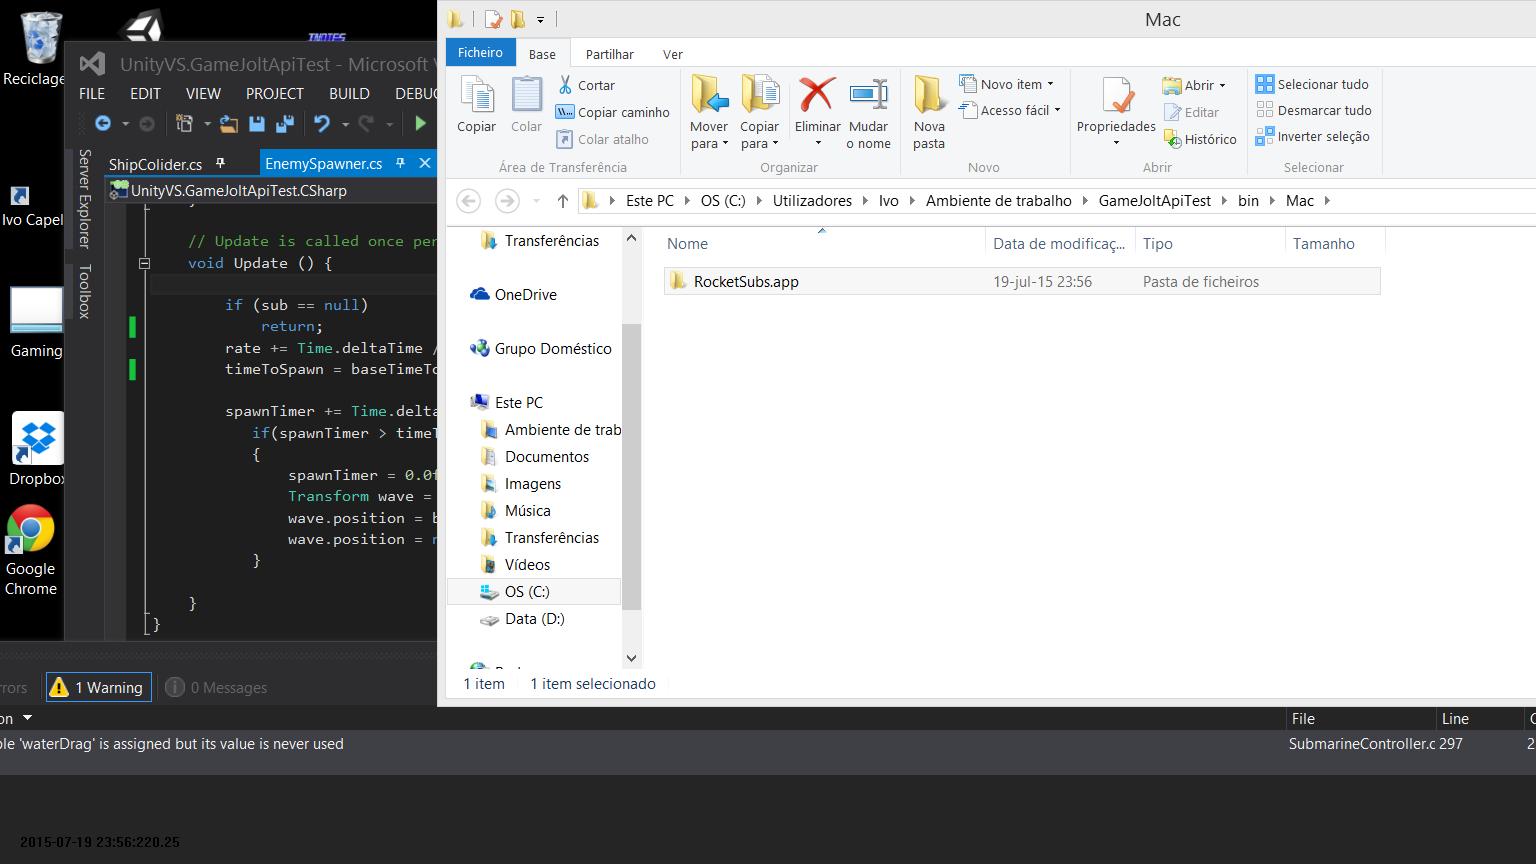 Reciclage
Ivo Capel
Gaming
Dropbox
Google
Chrome
UnityVS.GameJoltApiTest - Microsoft V
FILE EDIT VIEW PROJECT BUILD DEBUG
Server Explorer
Toolbox
ShipColider.cs EnemySpawner.cs
UnityVS.GameJoltApiTest.CSharp
}
// Update is called once per
void Update () {
if (sub == null)
return;
rate += Time.deltaTime /
timeToSpawn = baseTimeTo
spawnTimer += Time.delta
if(spawnTimer > timeT
{
spawnTimer = 0.0f
Transform wave =
wave.position = b
wave.position = n
}
}
}
Mac
Ficheiro Base Partilhar Ver
Copiar
Colar
Cortar
Copiar caminho
Colar atalho
Área de Transferência
Mover
para
Copiar
para
Eliminar
Mudar
o nome
Organizar
Nova
pasta
Novo item
Acesso fácil
Novo
Propriedades
Abrir
Editar
Histórico
Abrir
Selecionar tudo
Desmarcar tudo
Inverter seleção
Selecionar
Este PC OS (C:) Utilizadores Ivo Ambiente de trabalho GameJoltApiTest bin Mac
Transferências
OneDrive
Grupo Doméstico
Este PC
Ambiente de trab
Documentos
Imagens
Música
Transferências
Vídeos
OS (C:)
Data (D:)
Nome Data de modificaç... Tipo Tamanho
RocketSubs.app 19-jul-15 23:56 Pasta de ficheiros
1 item 1 item selecionado
rrors 1 Warning 0 Messages
on File Line C
ble 'waterDrag' is assigned but its value is never used SubmarineController.c 297 2
2015-07-19 23:56:220.25